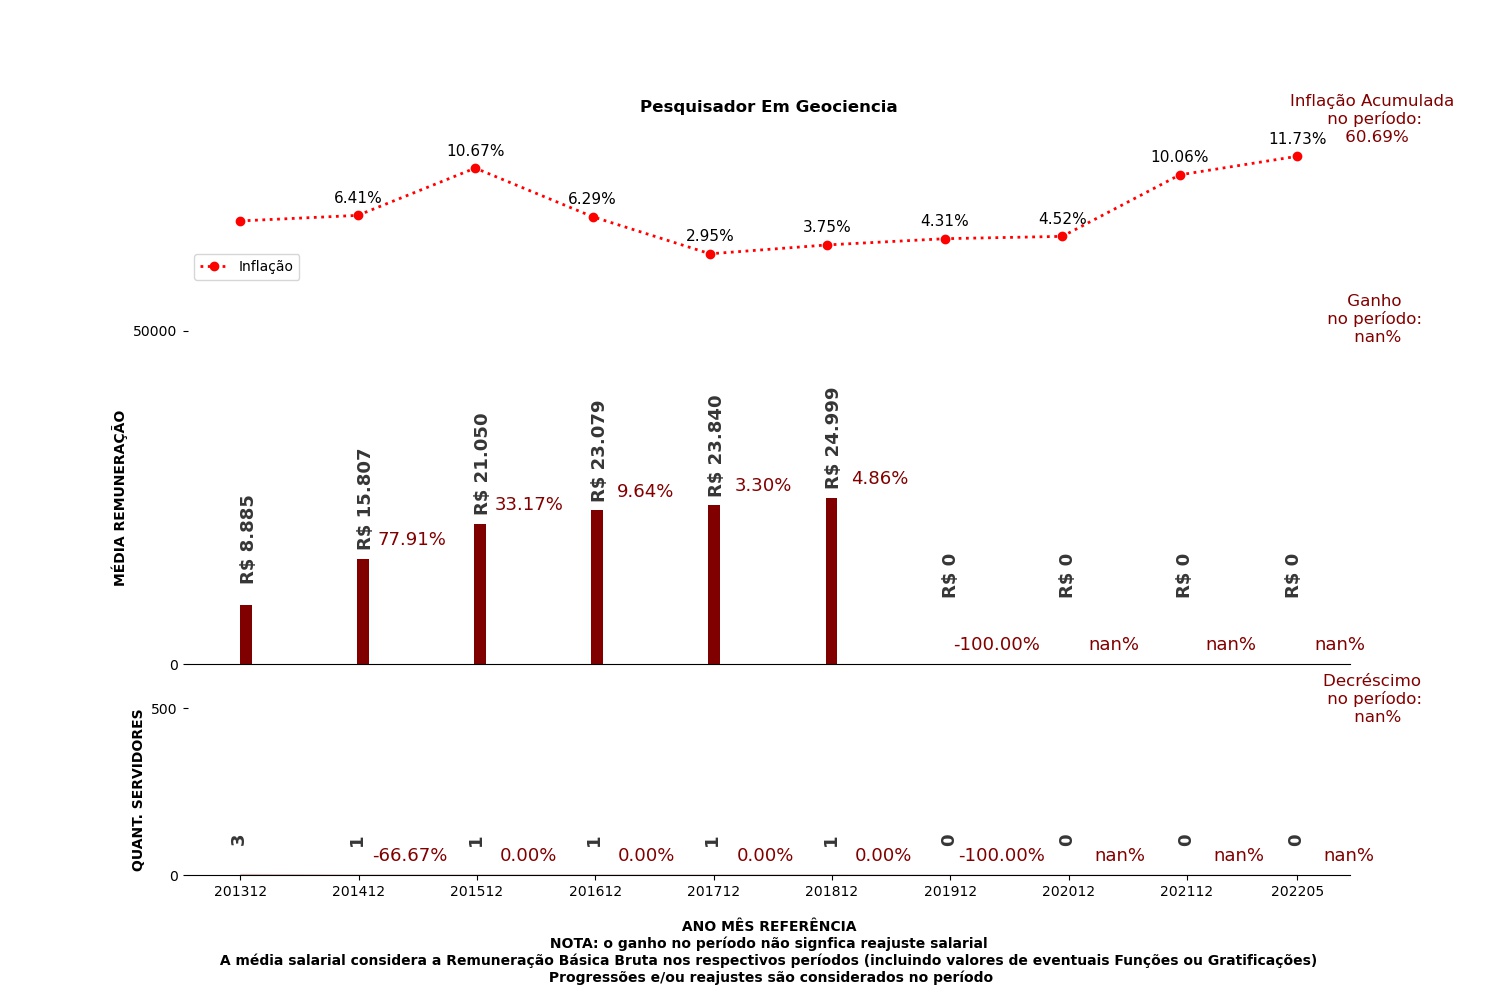 Pesquisador Em Geociencia
Inflação Acumulada
no período:
60.69%
6.41%
10.67%
6.29%
2.95%
3.75%
4.31%
4.52%
10.06%
11.73%
Inflação
Ganho
no período:
nan%
50000
0
MÉDIA REMUNERAÇÃO
R$ 8.885
R$ 15.807
R$ 21.050
R$ 23.079
R$ 23.840
R$ 24.999
R$ 0
R$ 0
R$ 0
R$ 0
77.91%
33.17%
9.64%
3.30%
4.86%
-100.00%
nan%
nan%
nan%
Decréscimo
no período:
nan%
500
0
QUANT. SERVIDORES
3
1
1
1
1
1
0
0
0
0
-66.67%
0.00%
0.00%
0.00%
0.00%
-100.00%
nan%
nan%
nan%
201312
201412
201512
201612
201712
201812
201912
202012
202112
202205
ANO MÊS REFERÊNCIA
NOTA: o ganho no período não signfica reajuste salarial
A média salarial considera a Remuneração Básica Bruta nos respectivos períodos (incluindo valores de eventuais Funções ou Gratificações)
Progressões e/ou reajustes são considerados no período